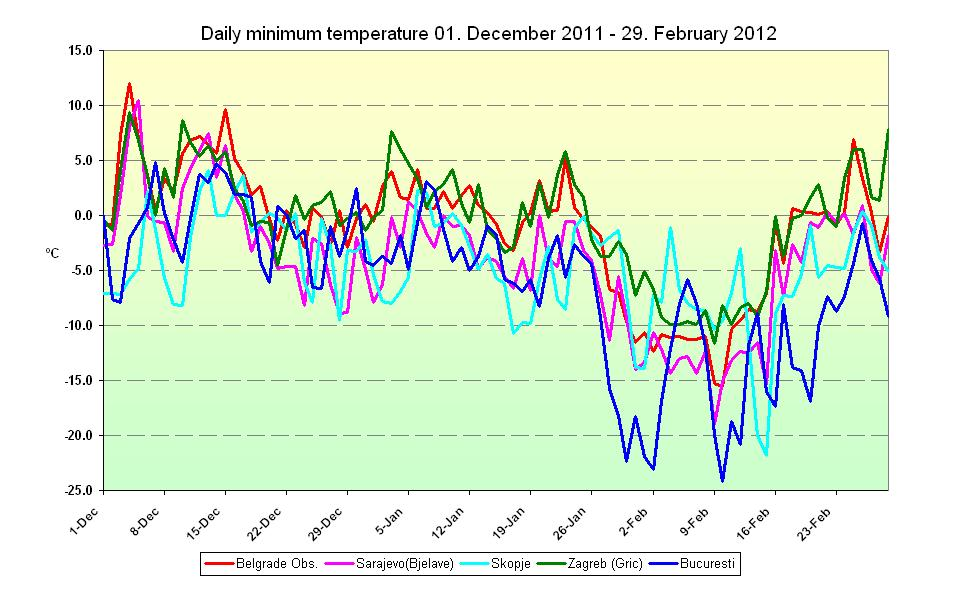 Daily minimum temperature 01. December 2011 - 29. February 2012
15.0
10.0
5.0
0.0
°C
-5.0
-10.0
-15.0
-20.0
-25.0
1-Dec 8-Dec 15-Dec 22-Dec 29-Dec 5-Jan 12-Jan 19-Jan 26-Jan 2-Feb 9-Feb 16-Feb 23-Feb
Belgrade Obs. Sarajevo(Bjelave) Skopje Zagreb (Gric) Bucuresti